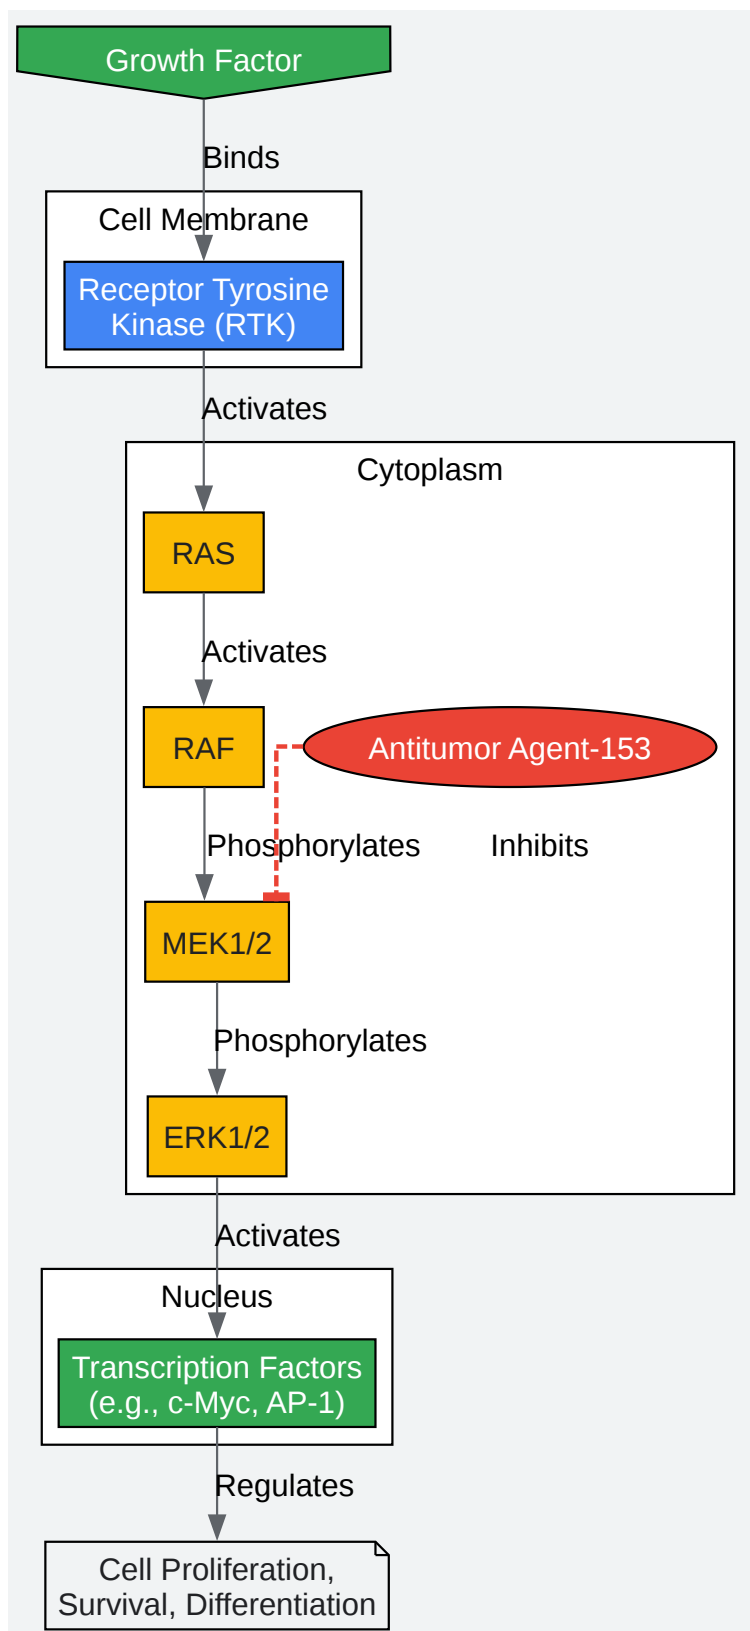 Growth Factor
Binds
Cell Membrane
Receptor Tyrosine
Kinase (RTK)
Activates
Cytoplasm
RAS
Activates
RAF
Antitumor Agent-153
Phosphorylates
Inhibits
MEK1/2
Phosphorylates
ERK1/2
Activates
Nucleus
Transcription Factors
(e.g., c-Myc, AP-1)
Regulates
Cell Proliferation,
Survival, Differentiation